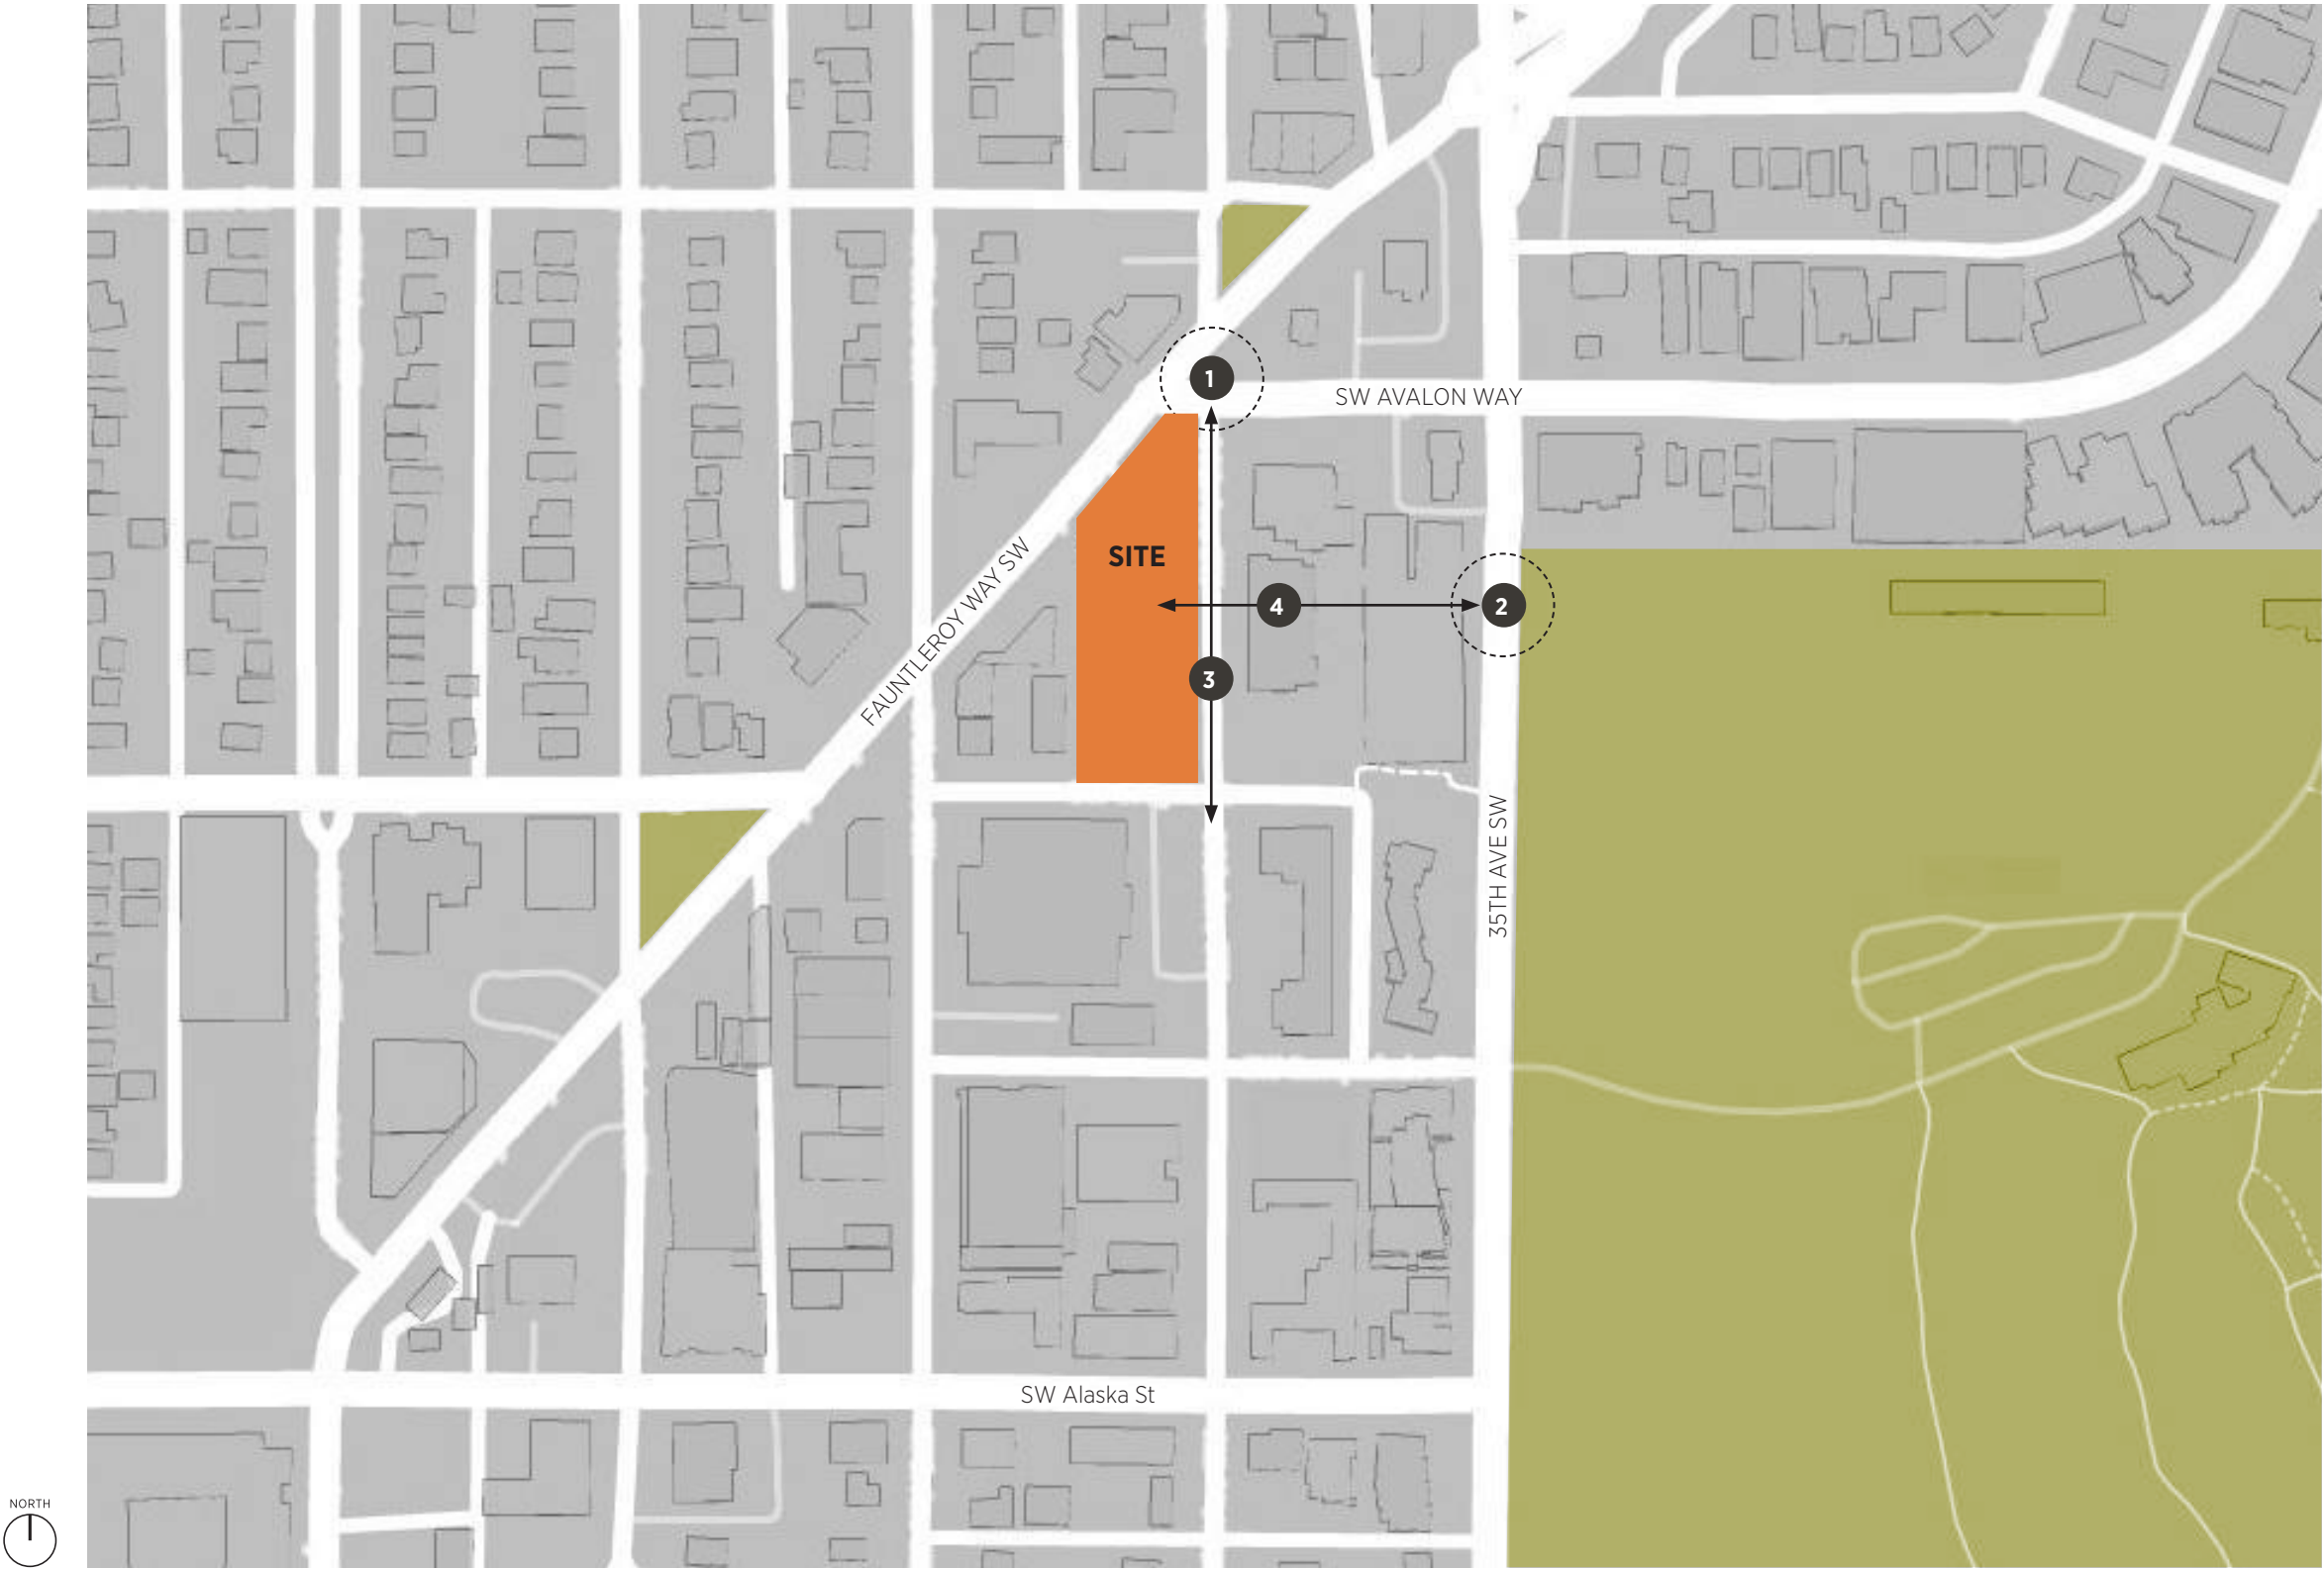 1
SW AVALON WAY
SITE
FAUNTLEROY WAY SW
4
2
3
35TH AVE SW
SW Alaska St
NORTH